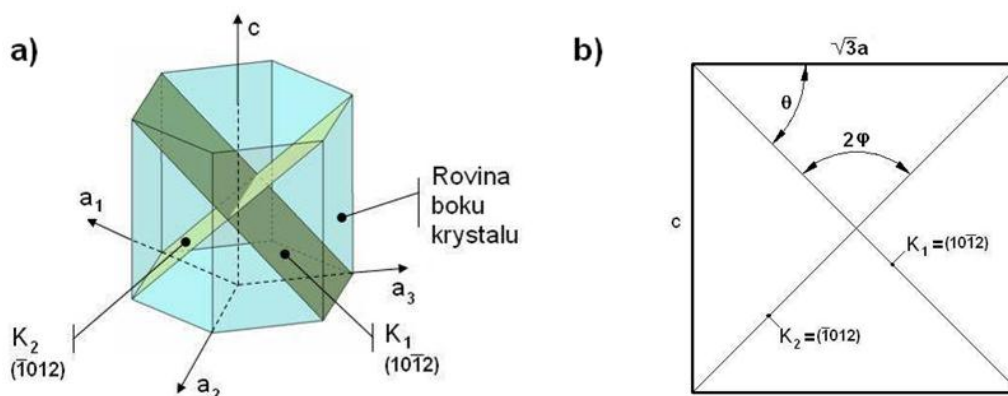 a)
c
a₁
a₂
a₃
Rovina
boku
krystalu
K₂
(1̅012)
K₁
(101̅2)
b)
√3a
θ
2φ
c
K₁=(101̅2)
K₂=(1̅012)